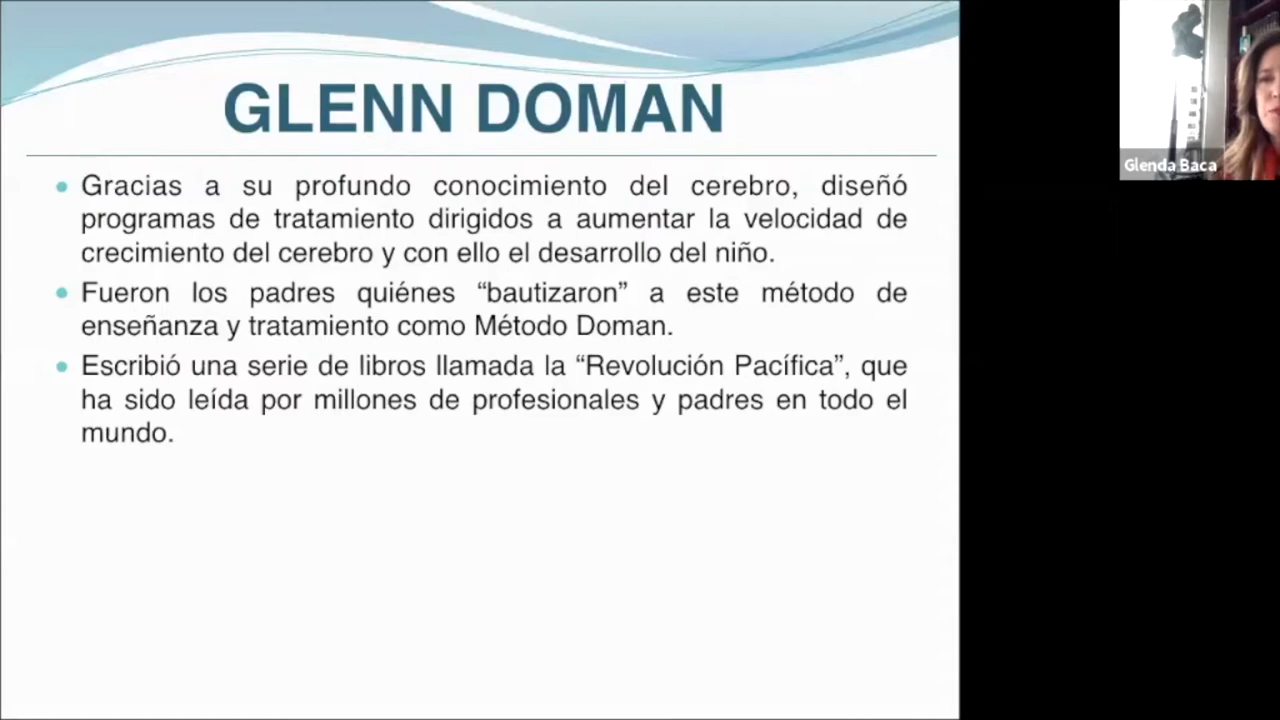 GLENN DOMAN
Gracias a su profundo conocimiento del cerebro, diseñó
programas de tratamiento dirigidos a aumentar la velocidad de
crecimiento del cerebro y con ello el desarrollo del niño.
Fueron los padres quiénes “bautizaron” a este método de
enseñanza y tratamiento como Método Doman.
Escribió una serie de libros llamada la “Revolución Pacífica”, que
ha sido leída por millones de profesionales y padres en todo el
mundo.
Glenda Baca